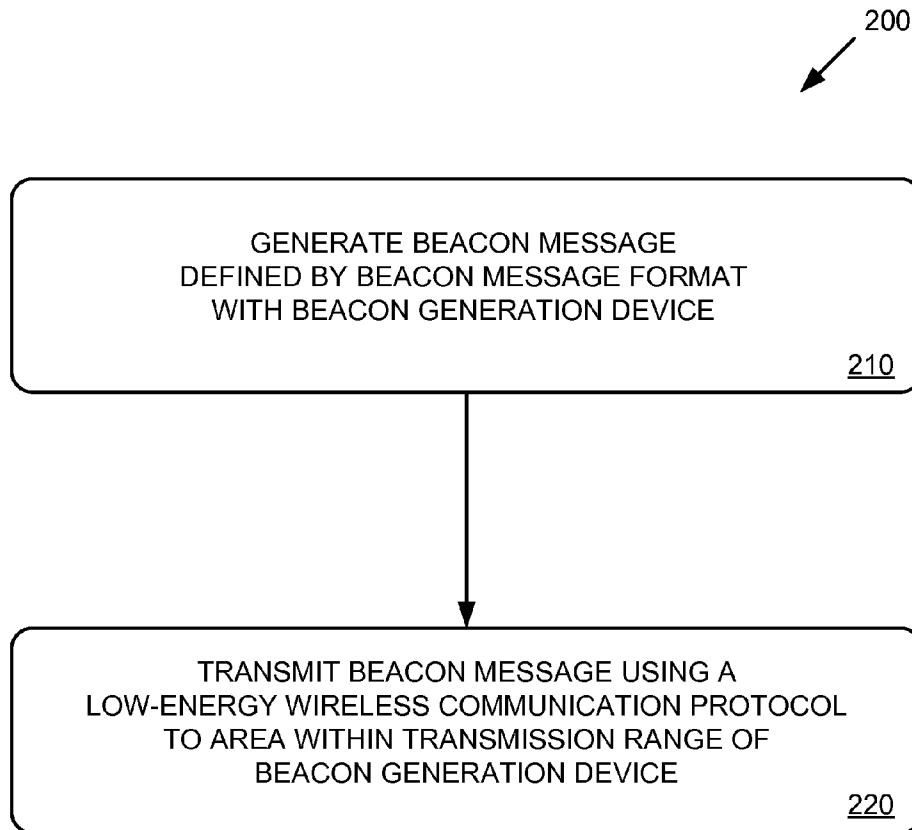 200
GENERATE BEACON MESSAGE
DEFINED BY BEACON MESSAGE FORMAT
WITH BEACON GENERATION DEVICE
210
TRANSMIT BEACON MESSAGE USING A
LOW-ENERGY WIRELESS COMMUNICATION PROTOCOL
TO AREA WITHIN TRANSMISSION RANGE OF
BEACON GENERATION DEVICE
220